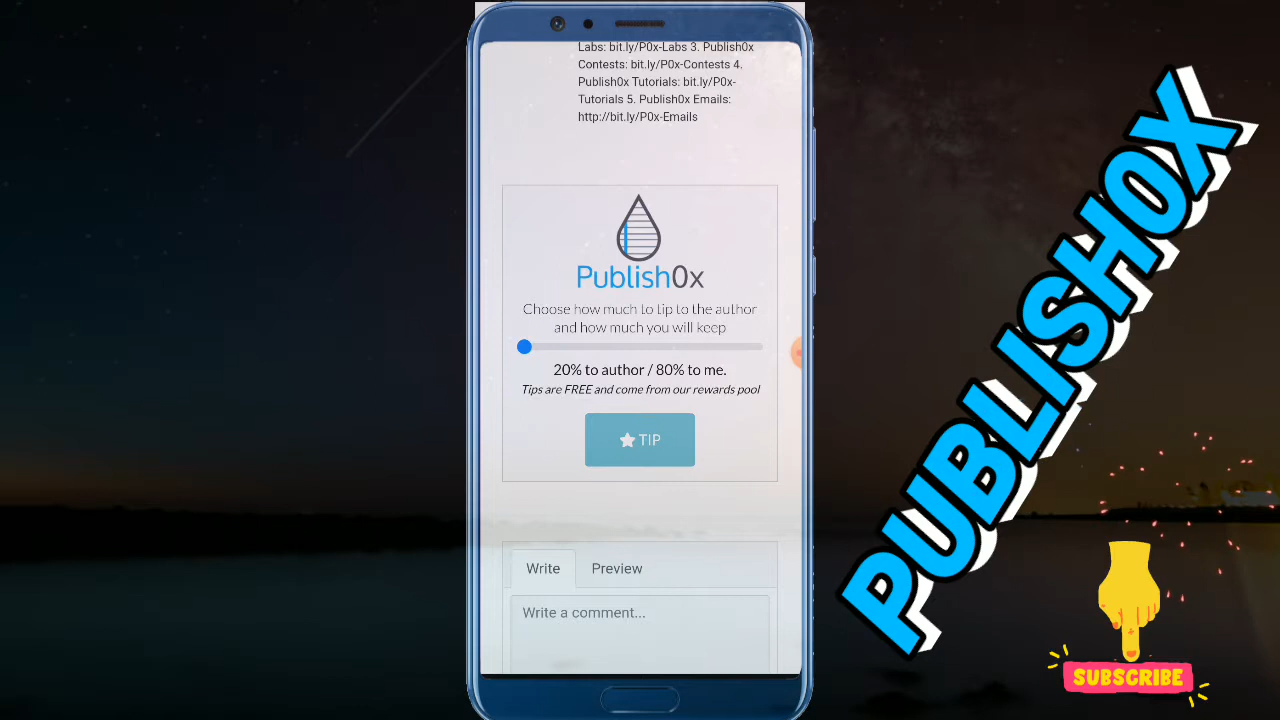 Labs: bit.ly/P0x-Labs 3. Publish0x
Contests: bit.ly/P0x-Contests 4.
Publish0x Tutorials: bit.ly/P0x-
Tutorials 5. Publish0x Emails:
http://bit.ly/P0x-Emails
Publish0x
Choose how much to tip to the author
and how much you will keep
20% to author / 80% to me.
Tips are FREE and come from our rewards pool
TIP
Write Preview
Write a comment...
PUBLISH0X
SUBSCRIBE